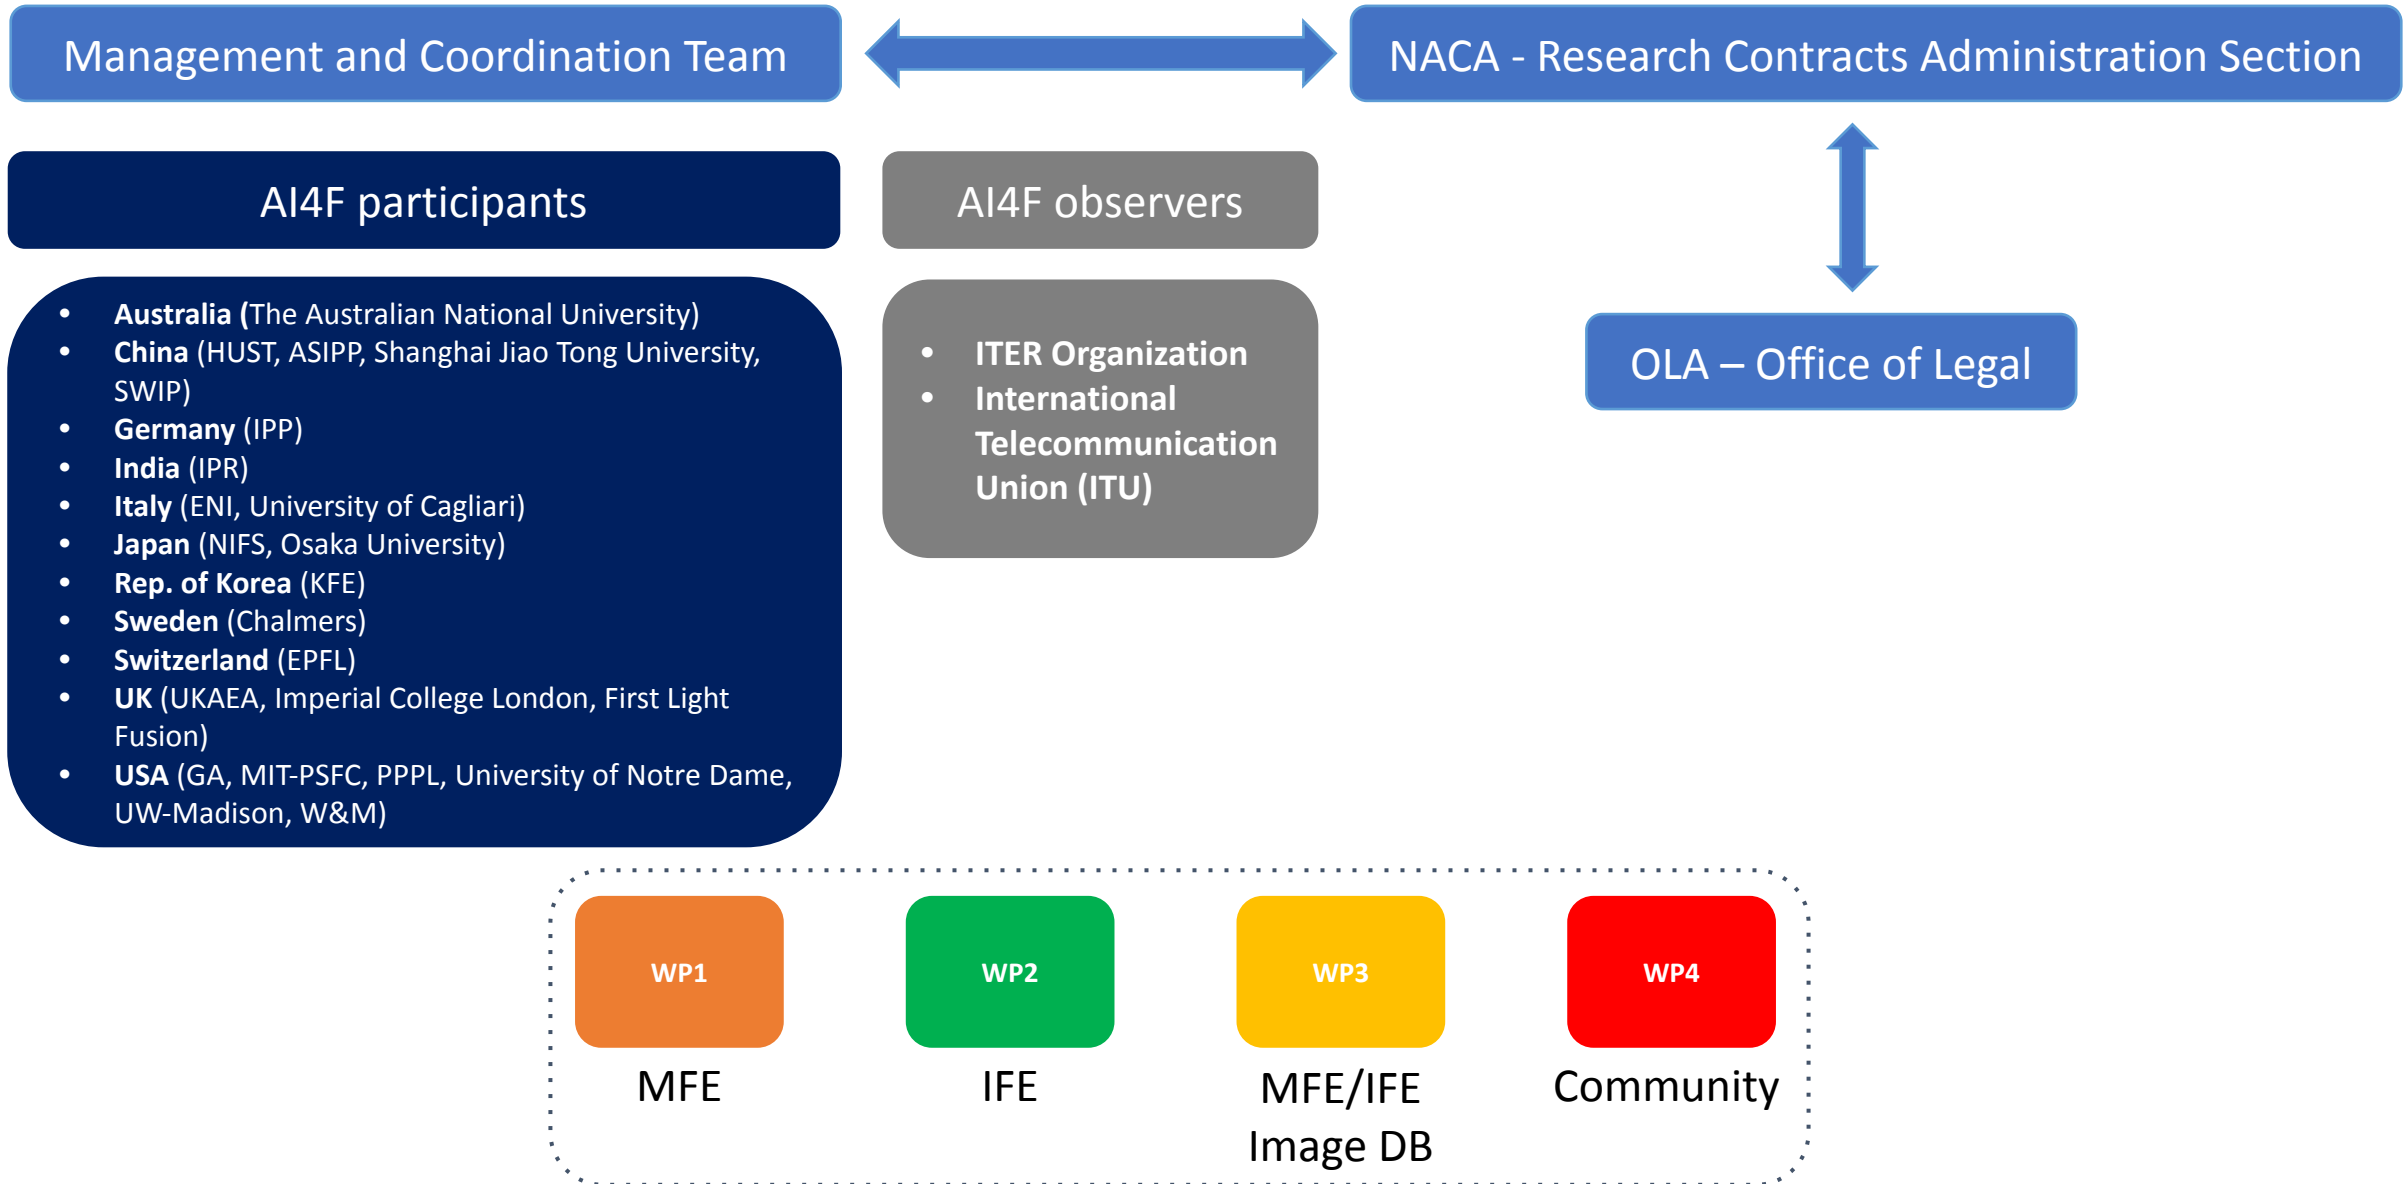 Management and Coordination Team
NACA - Research Contracts Administration Section
AI4F participants
AI4F observers
• Australia (The Australian National University)
• China (HUST, ASIPP, Shanghai Jiao Tong University,
SWIP)
• Germany (IPP)
• India (IPR)
• Italy (ENI, University of Cagliari)
• Japan (NIFS, Osaka University)
• Rep. of Korea (KFE)
• Sweden (Chalmers)
• Switzerland (EPFL)
• UK (UKAEA, Imperial College London, First Light
Fusion)
• USA (GA, MIT-PSFC, PPPL, University of Notre Dame,
UW-Madison, W&M)
• ITER Organization
• International
Telecommunication
Union (ITU)
OLA – Office of Legal
WP1
WP2
WP3
WP4
MFE
IFE
MFE/IFE
Image DB
Community